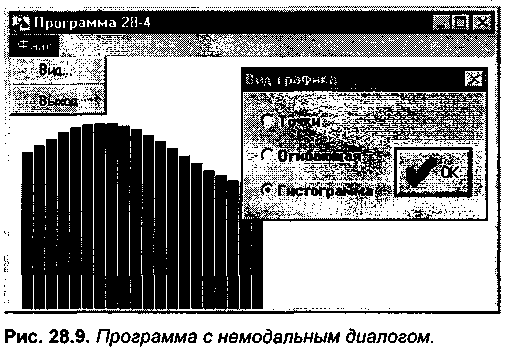 Программа 28-4
Файл
Вид...
Выход
Вид графика
Точки
Огибающая
Гистограмма
OK
Рис. 28.9. Программа с немодальным диалогом.